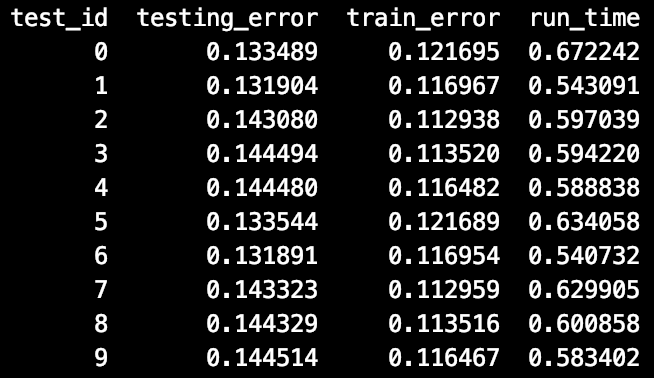 test_id testing_error train_error run_time
0 0.133489 0.121695 0.672242
1 0.131904 0.116967 0.543091
2 0.143080 0.112938 0.597039
3 0.144494 0.113520 0.594220
4 0.144480 0.116482 0.588838
5 0.133544 0.121689 0.634058
6 0.131891 0.116954 0.540732
7 0.143323 0.112959 0.629905
8 0.144329 0.113516 0.600858
9 0.144514 0.116467 0.583402